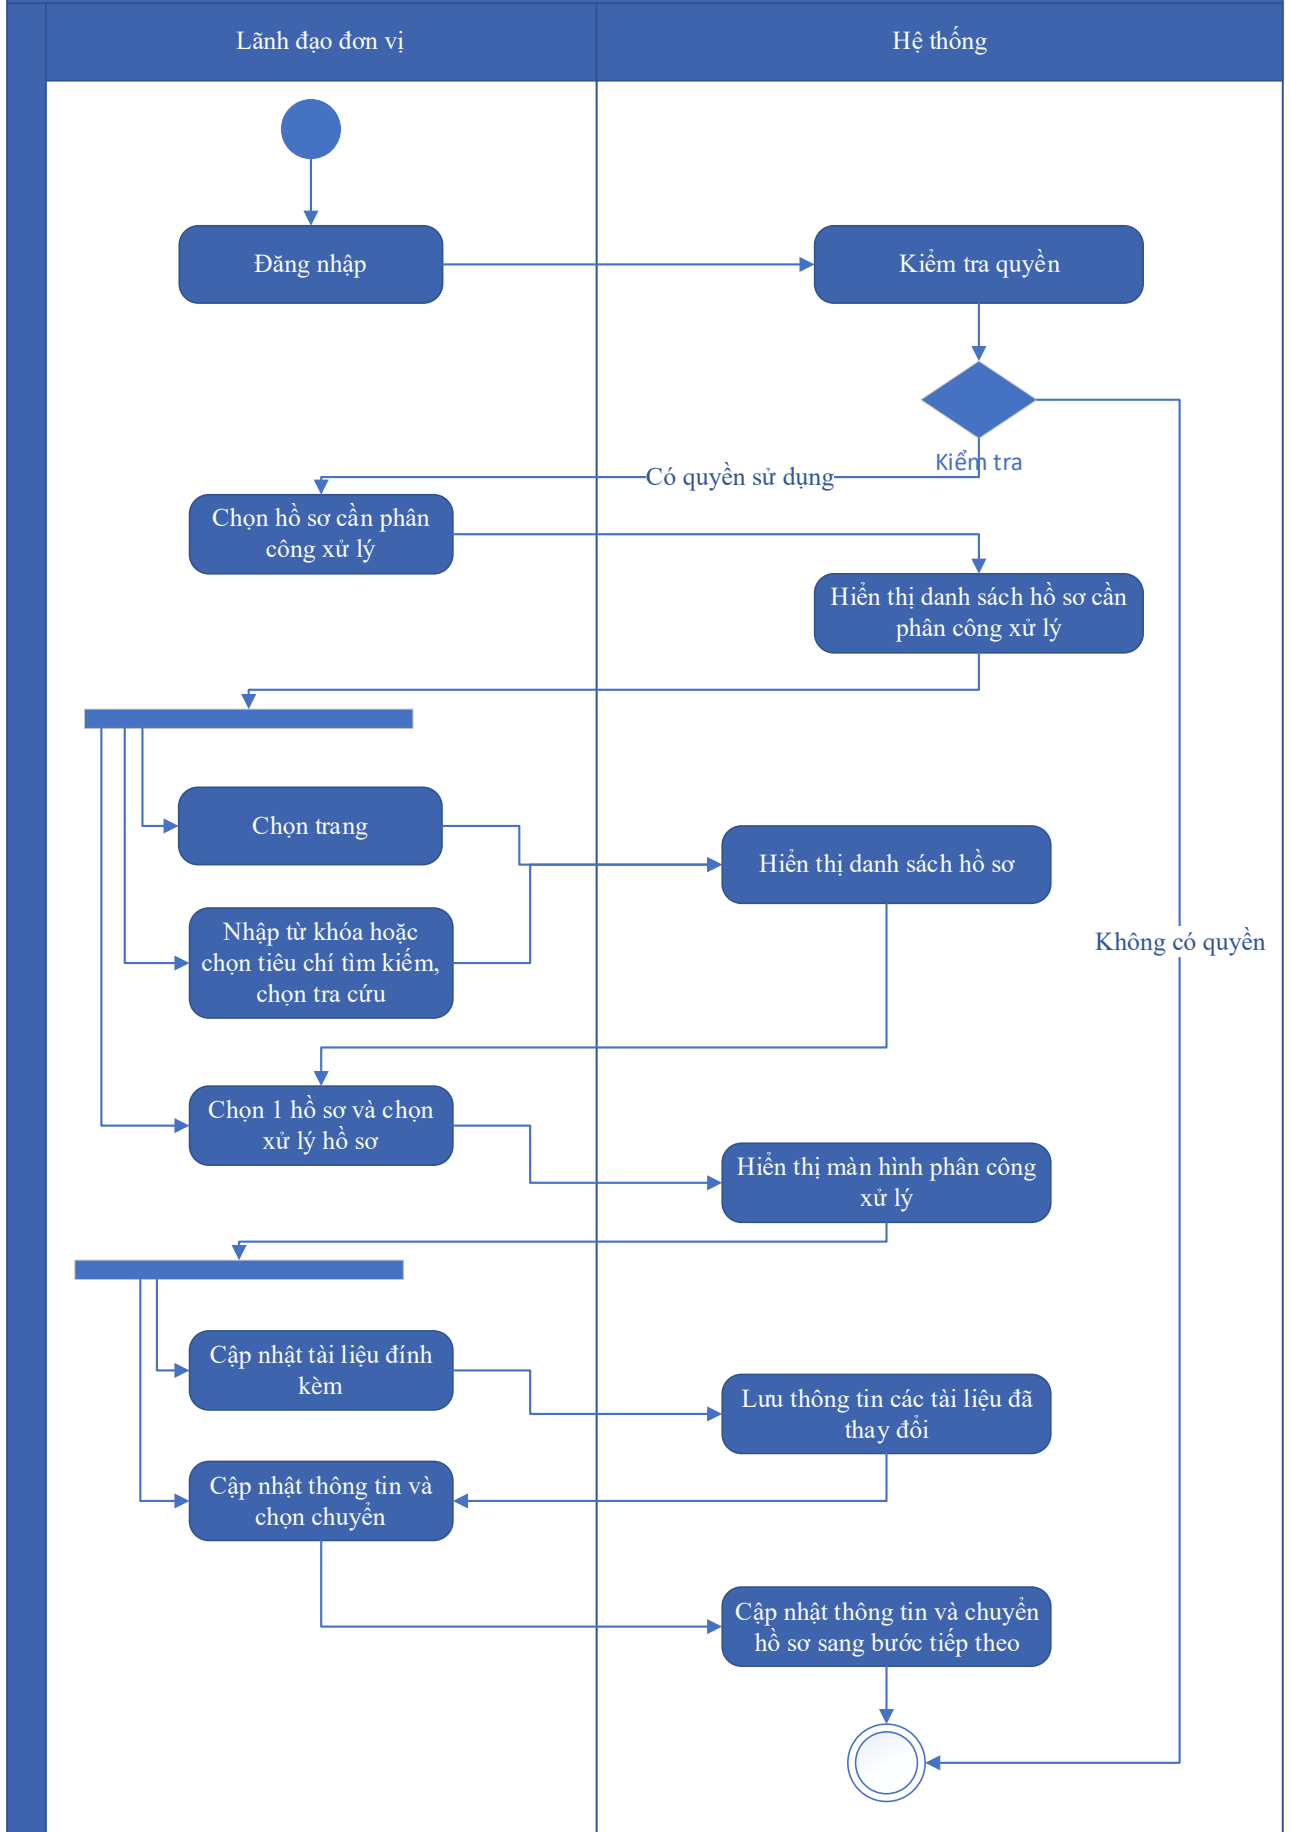 Lãnh đạo đơn vị
Hệ thống
Đăng nhập
Kiểm tra quyền
Kiểm tra
Có quyền sử dụng
Chọn hồ sơ cần phân
công xử lý
Hiển thị danh sách hồ sơ cần
phân công xử lý
Chọn trang
Hiển thị danh sách hồ sơ
Nhập từ khóa hoặc
chọn tiêu chí tìm kiếm,
chọn tra cứu
Không có quyền
Chọn 1 hồ sơ và chọn
xử lý hồ sơ
Hiển thị màn hình phân công
xử lý
Cập nhật tài liệu đính
kèm
Lưu thông tin các tài liệu đã
thay đổi
Cập nhật thông tin và
chọn chuyển
Cập nhật thông tin và chuyển
hồ sơ sang bước tiếp theo